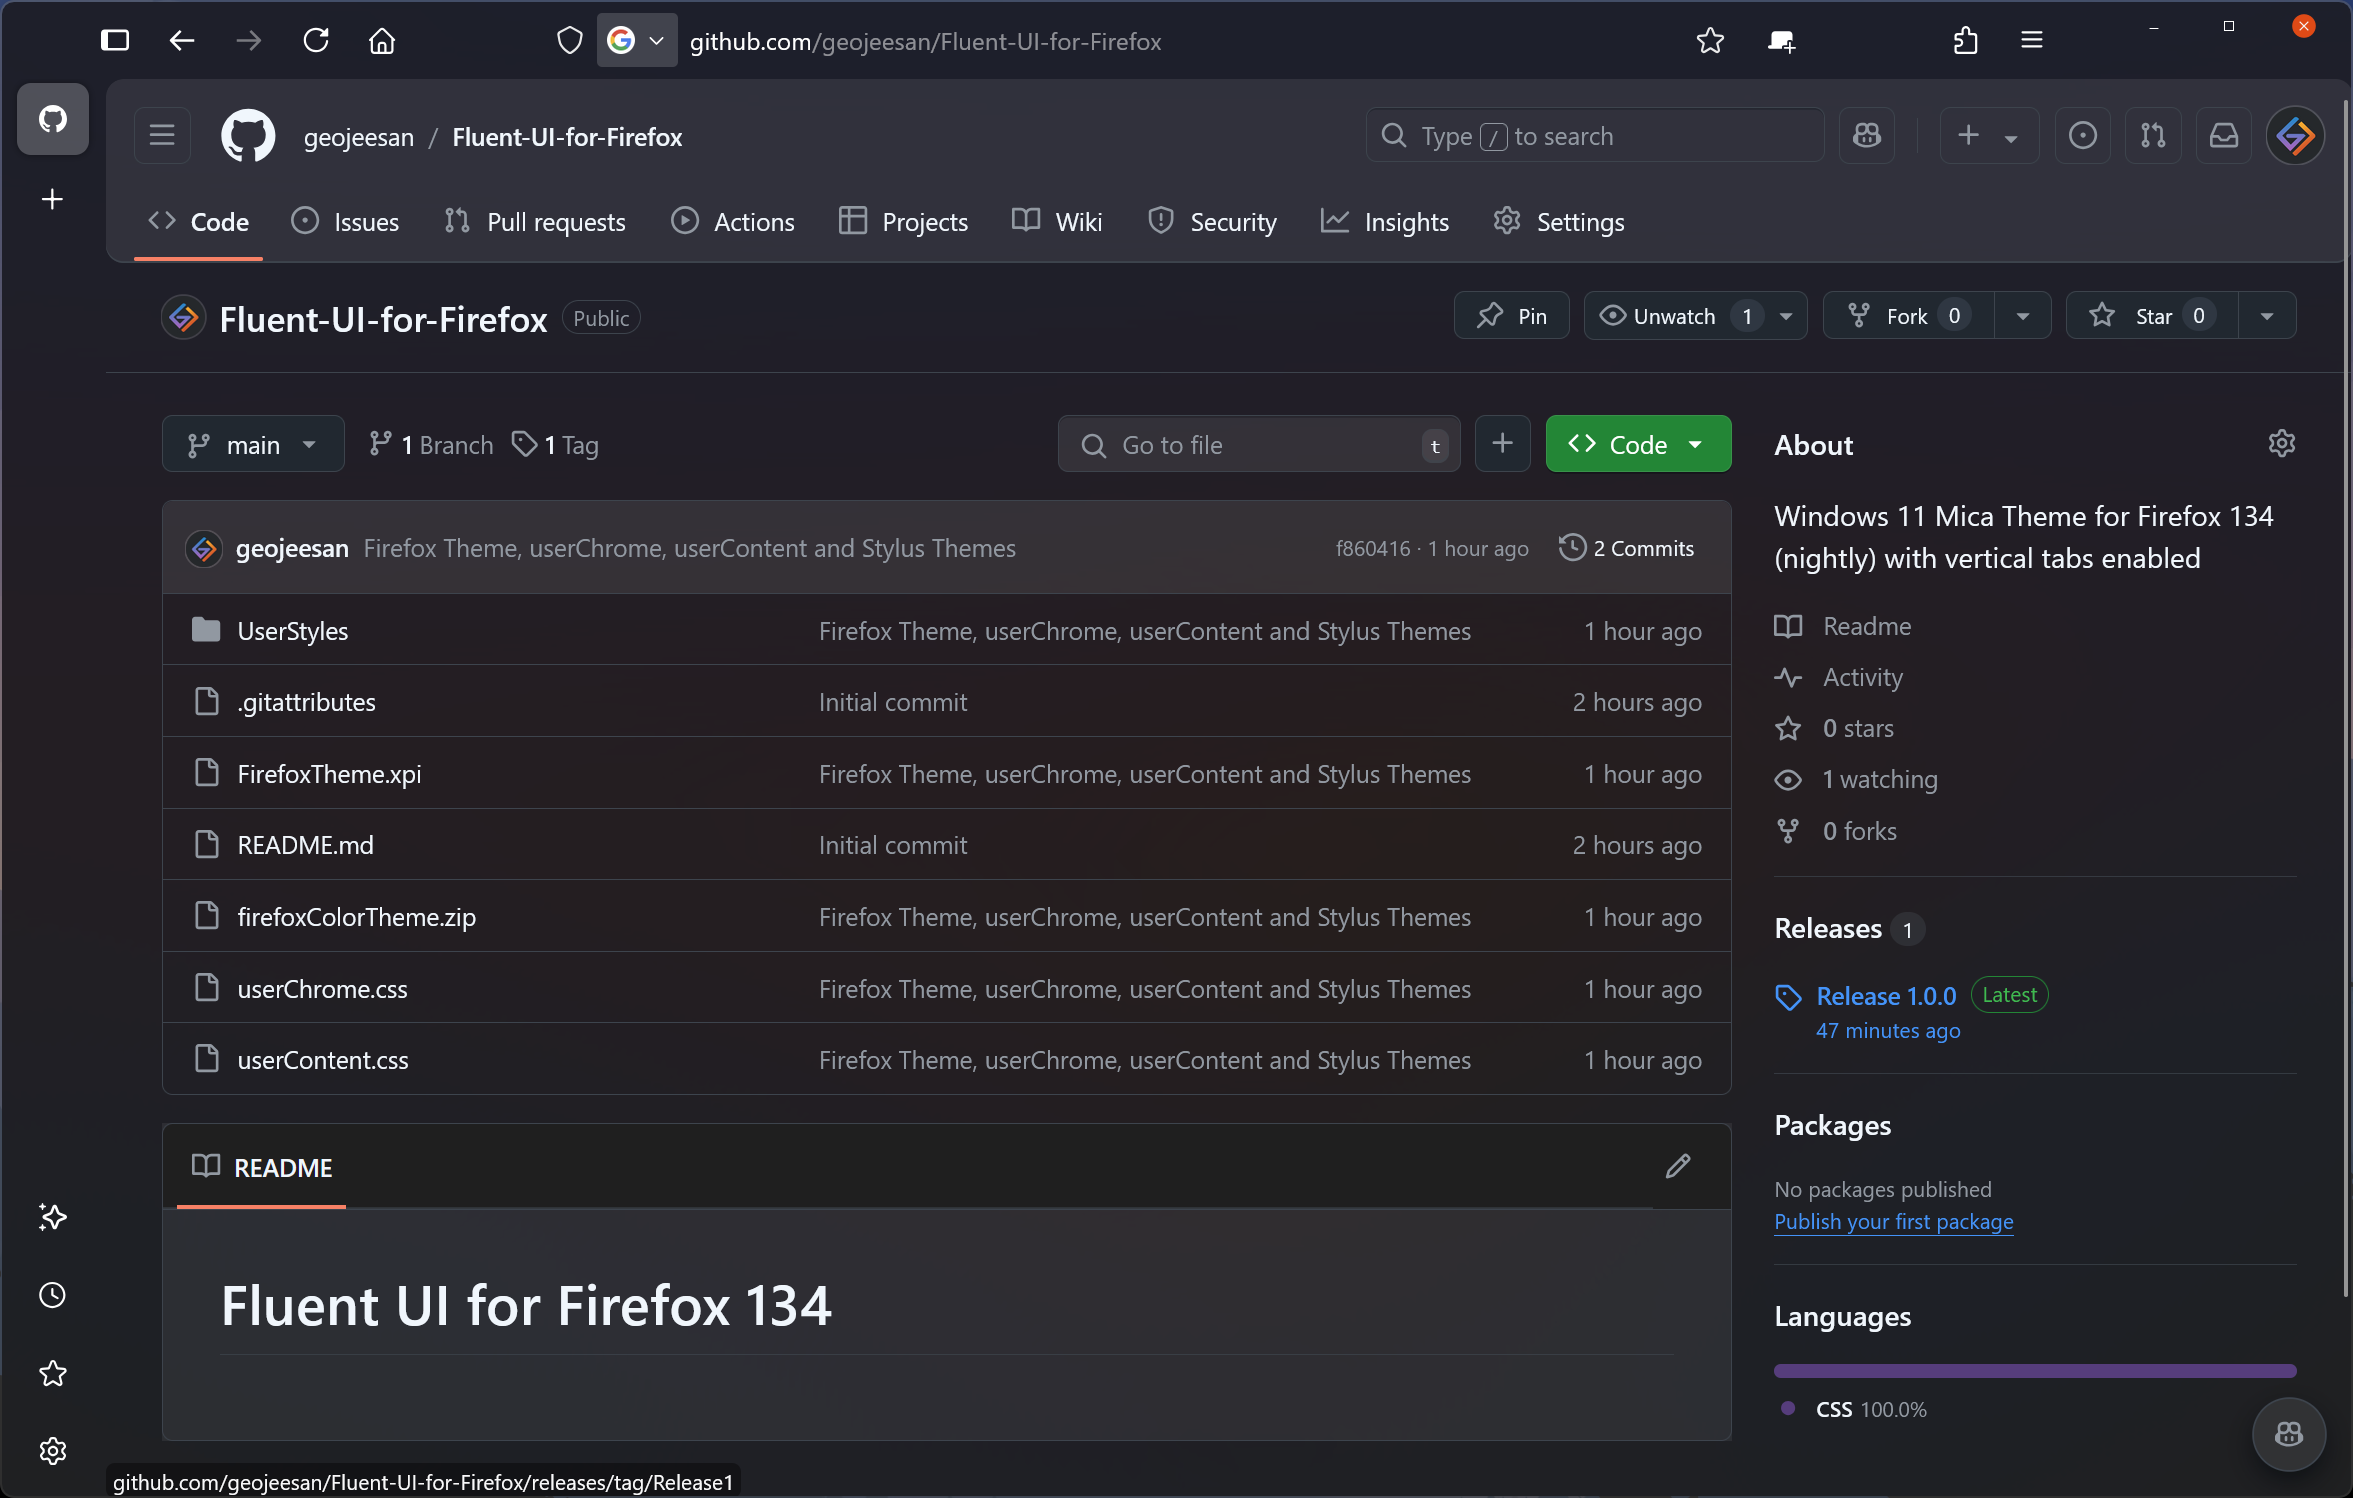 github.com/geojeesan/Fluent-UI-for-Firefox
geojeesan / Fluent-UI-for-Firefox
Type / to search
Code Issues Pull requests Actions Projects Wiki Security Insights Settings
Fluent-UI-for-Firefox Public
Pin Unwatch 1 Fork 0 Star 0
main 1 Branch 1 Tag
Go to file t
Code
geojeesan Firefox Theme, userChrome, userContent and Stylus Themes f860416 · 1 hour ago 2 Commits
UserStyles Firefox Theme, userChrome, userContent and Stylus Themes 1 hour ago
.gitattributes Initial commit 2 hours ago
FirefoxTheme.xpi Firefox Theme, userChrome, userContent and Stylus Themes 1 hour ago
README.md Initial commit 2 hours ago
firefoxColorTheme.zip Firefox Theme, userChrome, userContent and Stylus Themes 1 hour ago
userChrome.css Firefox Theme, userChrome, userContent and Stylus Themes 1 hour ago
userContent.css Firefox Theme, userChrome, userContent and Stylus Themes 1 hour ago
README
Fluent UI for Firefox 134
About
Windows 11 Mica Theme for Firefox 134
(nightly) with vertical tabs enabled
Readme
Activity
0 stars
1 watching
0 forks
Releases 1
Release 1.0.0 Latest
47 minutes ago
Packages
No packages published
Publish your first package
Languages
CSS 100.0%
github.com/geojeesan/Fluent-UI-for-Firefox/releases/tag/Release1